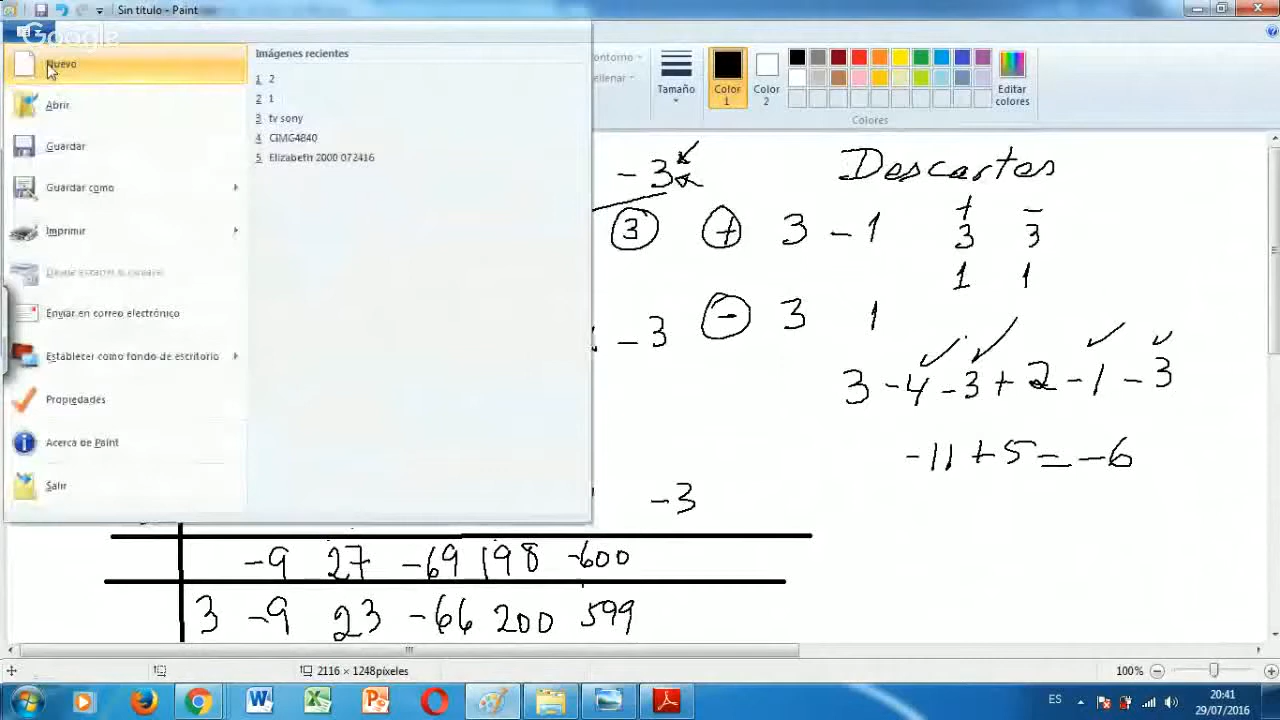 Sin título - Paint
Google
Nuevo
Abrir
Guardar
Guardar como
Imprimir
Enviar en correo electrónico
Establecer como fondo de escritorio
Propiedades
Acerca de Paint
Salir
Imágenes recientes
1 2
2 1
3 tv sony
4 CIMG4840
5 Elizabeth 2000 072416
ontorno
ellenar
Tamaño
Color 1
Color 2
Editar colores
Colores
-3
3 + 3 -1
-3 - 3 1
-3
-9 27 -69 198 -600
3 -9 23 -66 200 599
Descartes
+ -
3 3
1 1
3 -4 -3 + 2 -1 -3
-11 + 5 = -6
2116 × 1248píxeles
100%
ES
20:41
29/07/2016